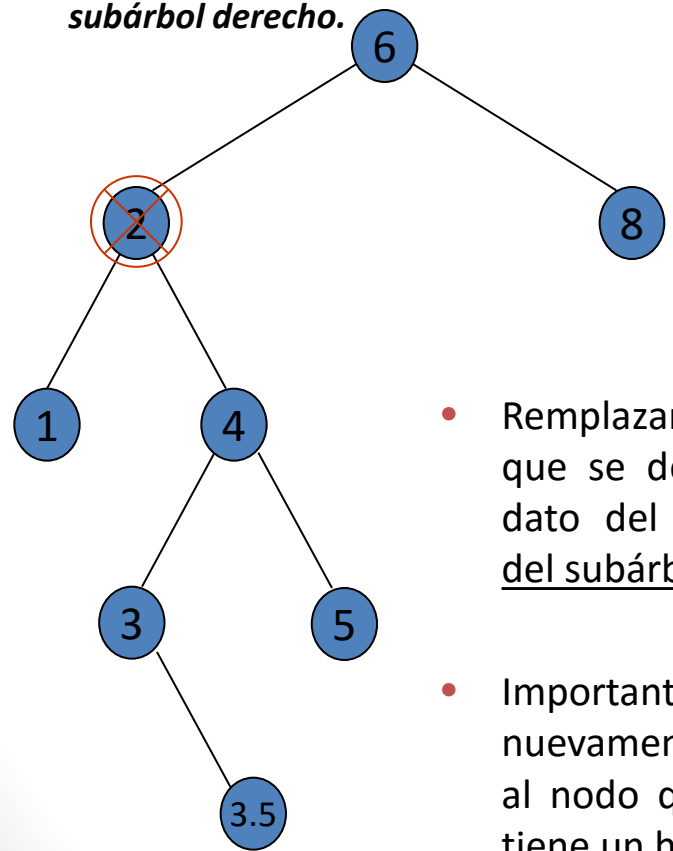 subárbol derecho.
6
2
8
1
4
3
5
3.5
• Remplazar
que se de
dato del
del subárb
• Important
nuevamen
al nodo q
tiene un h